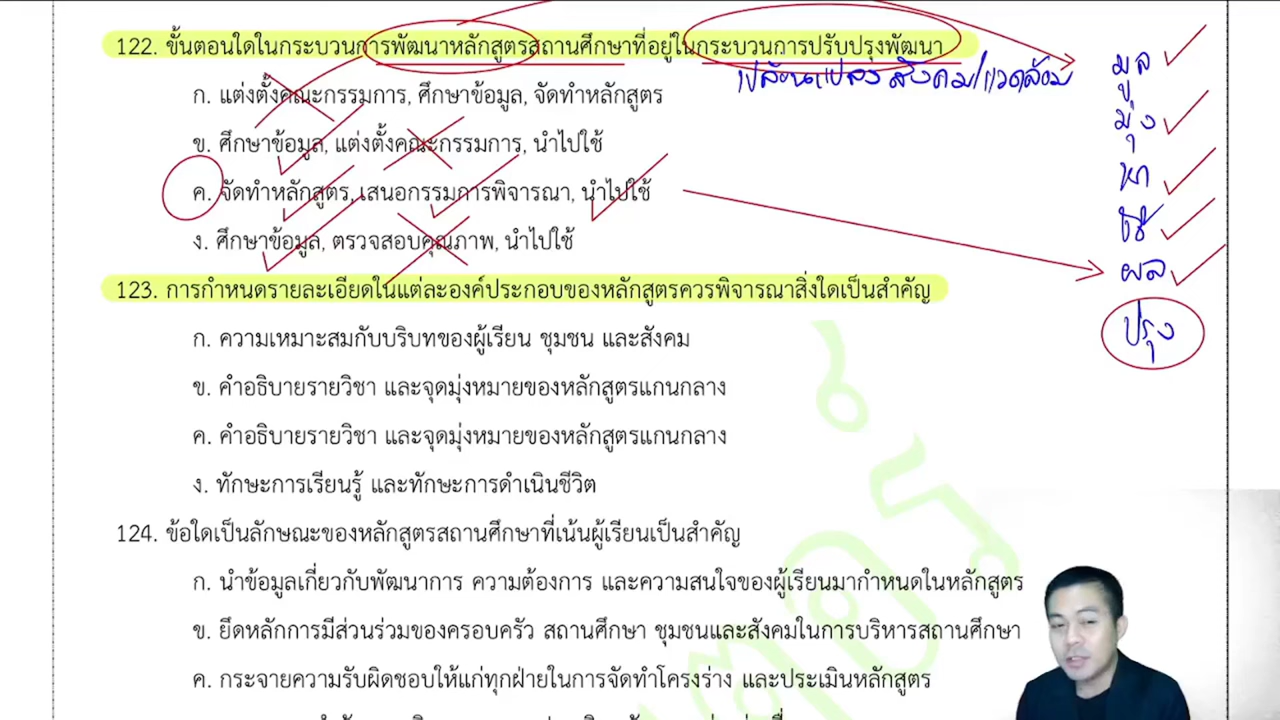 122. ขั้นตอนใดในกระบวนการพัฒนาหลักสูตรสถานศึกษาที่อยู่ในกระบวนการปรับปรุงพัฒนา
เปลี่ยนแปลง สังคม/แวดล้อม
ก. แต่งตั้งคณะกรรมการ, ศึกษาข้อมูล, จัดทำหลักสูตร
ข. ศึกษาข้อมูล, แต่งตั้งคณะกรรมการ, นำไปใช้
ค. จัดทำหลักสูตร, เสนอกรรมการพิจารณา, นำไปใช้
ง. ศึกษาข้อมูล, ตรวจสอบคุณภาพ, นำไปใช้
123. การกำหนดรายละเอียดในแต่ละองค์ประกอบของหลักสูตรควรพิจารณาสิ่งใดเป็นสำคัญ
ก. ความเหมาะสมกับบริบทของผู้เรียน ชุมชน และสังคม
ข. คำอธิบายรายวิชา และจุดมุ่งหมายของหลักสูตรแกนกลาง
ค. คำอธิบายรายวิชา และจุดมุ่งหมายของหลักสูตรแกนกลาง
ง. ทักษะการเรียนรู้ และทักษะการดำเนินชีวิต
124. ข้อใดเป็นลักษณะของหลักสูตรสถานศึกษาที่เน้นผู้เรียนเป็นสำคัญ
ก. นำข้อมูลเกี่ยวกับพัฒนาการ ความต้องการ และความสนใจของผู้เรียนมากำหนดในหลักสูตร
ข. ยึดหลักการมีส่วนร่วมของครอบครัว สถานศึกษา ชุมชนและสังคมในการบริหารสถานศึกษา
ค. กระจายความรับผิดชอบให้แก่ทุกฝ่ายในการจัดทำโครงร่าง และประเมินหลักสูตร
มูล
มุ่ง
หา
ใช้
ผล
ปรุง